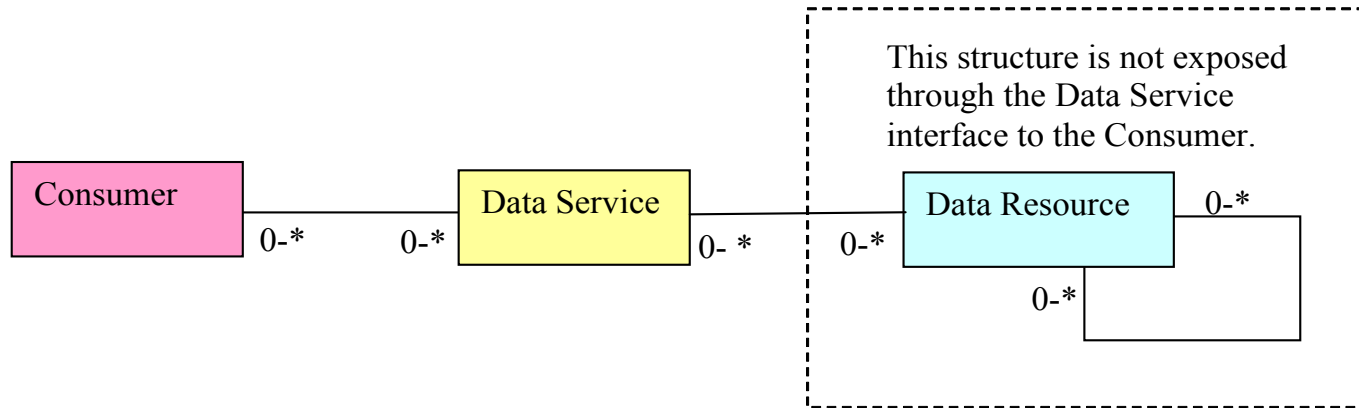 This structure is not exposed
through the Data Service
interface to the Consumer.
Consumer
Data Service
Data Resource
0-*
0-*
0-*
0- *
0-*
0-*